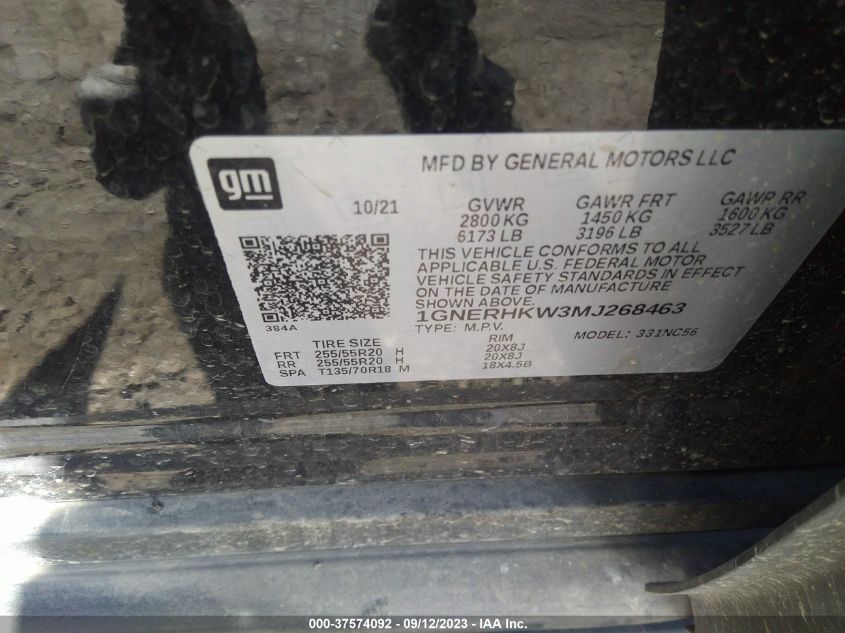 gm
MFD BY GENERAL MOTORS LLC
10/21 GVWR GAWR FRT GAWR RR
2800 KG 1450 KG 1600 KG
6173 LB 3196 LB 3527 LB
THIS VEHICLE CONFORMS TO ALL
APPLICABLE U.S. FEDERAL MOTOR
VEHICLE SAFETY STANDARDS IN EFFECT
ON THE DATE OF MANUFACTURE
SHOWN ABOVE.
384A
1GNERHKW3MJ268463
TYPE: M.P.V. MODEL: 331NC56
TIRE SIZE RIM
FRT 255/55R20 H 20X8J
RR 255/55R20 H 20X8J
SPA T135/70R18 M 18X4.5B
000-37574092 - 09/12/2023 - IAA Inc.